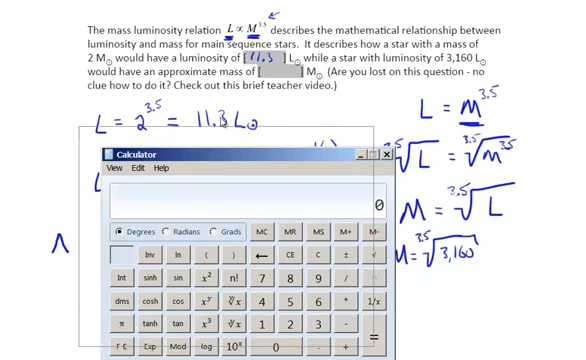 The mass luminosity relation L ∝ M^3.5 describes the mathematical relationship between
luminosity and mass for main sequence stars. It describes how a star with a mass of
2 M☉ would have a luminosity of [ 11.3 ] L☉ while a star with luminosity of 3,160 L☉
would have an approximate mass of [ ] M☉ (Are you lost on this question - no
clue how to do it? Check out this brief teacher video.)
L = M^3.5
L = 2^3.5 = 11.3 L☉
3.5√L = 3.5√M^3.5
M = 3.5√L
M = 3.5√3,160
L
Calculator
View Edit Help
0
Degrees Radians Grads MC MR MS M+ M-
Inv ln ( ) ← CE C ± √
Int sinh sin x² n! 7 8 9 / %
dms cosh cos xʸ ʸ√x 4 5 6 * 1/x
π tanh tan x³ ³√x 1 2 3 - =
F-E Exp Mod log 10ˣ 0 . +